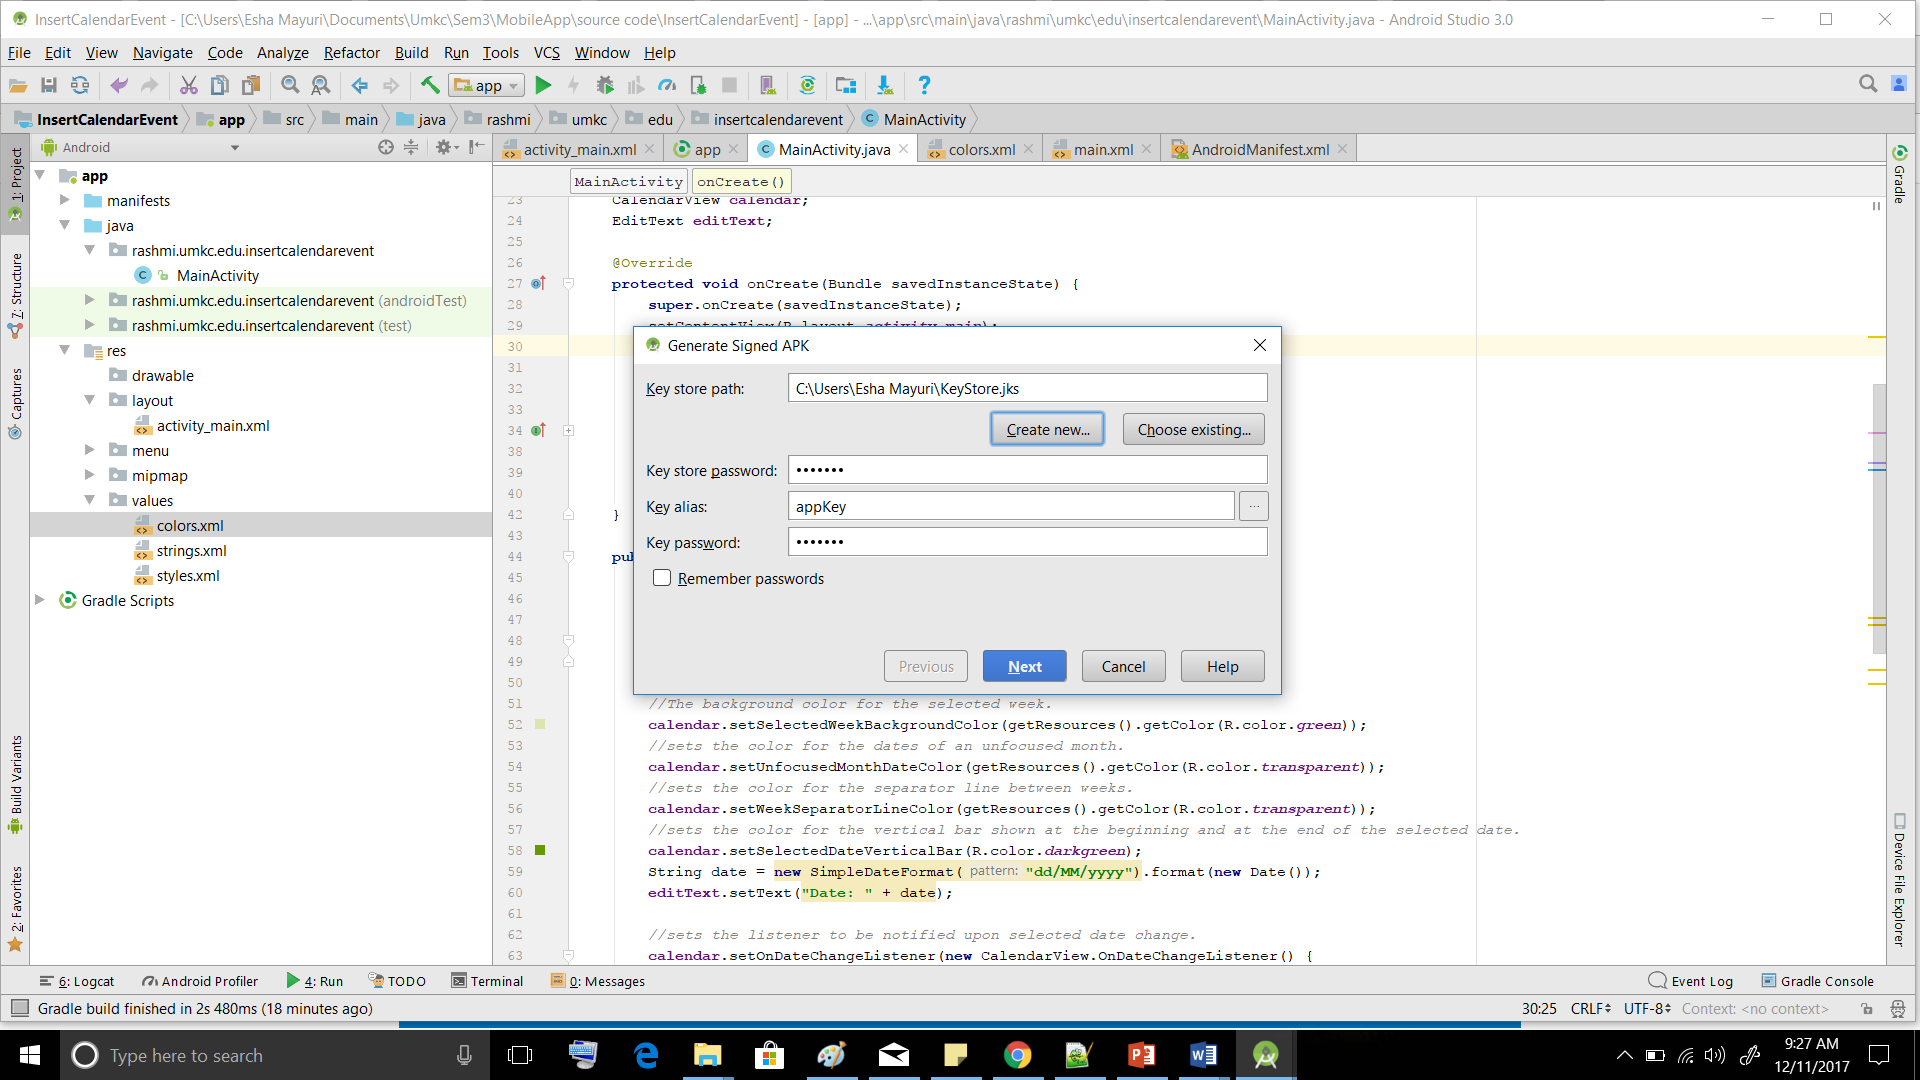 InsertCalendarEvent - [C:\Users\Esha Mayuri\Documents\Umkc\Sem3\MobileApp\source code\InsertCalendarEvent] - [app] - ...\app\src\main\java\rashmi\umkc\edu\insertcalendarevent\MainActivity.java - Android Studio 3.0
File Edit View Navigate Code Analyze Refactor Build Run Tools VCS Window Help
app
InsertCalendarEvent app src main java rashmi umkc edu insertcalendarevent MainActivity
Android
activity_main.xml app MainActivity.java colors.xml main.xml AndroidManifest.xml
MainActivity onCreate()
1: Project
7: Structure
Captures
Build Variants
2: Favorites
app
manifests
java
rashmi.umkc.edu.insertcalendarevent
MainActivity
rashmi.umkc.edu.insertcalendarevent (androidTest)
rashmi.umkc.edu.insertcalendarevent (test)
res
drawable
layout
activity_main.xml
menu
mipmap
values
colors.xml
strings.xml
styles.xml
Gradle Scripts
23 CalendarView calendar;
24 EditText editText;
25
26 @Override
27 protected void onCreate(Bundle savedInstanceState) {
28 super.onCreate(savedInstanceState);
29 setContentView(R.layout.activity_main);
30
31
32
33
34
38
39
40
42 }
43
44 pu
45
46
47
48
49
50
51 //The background color for the selected week.
52 calendar.setSelectedWeekBackgroundColor(getResources().getColor(R.color.green));
53 //sets the color for the dates of an unfocused month.
54 calendar.setUnfocusedMonthDateColor(getResources().getColor(R.color.transparent));
55 //sets the color for the separator line between weeks.
56 calendar.setWeekSeparatorLineColor(getResources().getColor(R.color.transparent));
57 //sets the color for the vertical bar shown at the beginning and at the end of the selected date.
58 calendar.setSelectedDateVerticalBar(R.color.darkgreen);
59 String date = new SimpleDateFormat( pattern: "dd/MM/yyyy").format(new Date());
60 editText.setText("Date: " + date);
61
62 //sets the listener to be notified upon selected date change.
63 calendar.setOnDateChangeListener(new CalendarView.OnDateChangeListener() {
Generate Signed APK
Key store path: C:\Users\Esha Mayuri\KeyStore.jks
Create new... Choose existing...
Key store password: •••••••
Key alias: appKey ...
Key password: •••••••
Remember passwords
Previous Next Cancel Help
Gradle
Device File Explorer
6: Logcat Android Profiler 4: Run TODO Terminal 0: Messages Event Log Gradle Console
Gradle build finished in 2s 480ms (18 minutes ago) 30:25 CRLF UTF-8 Context: <no context>
Type here to search
9:27 AM
12/11/2017